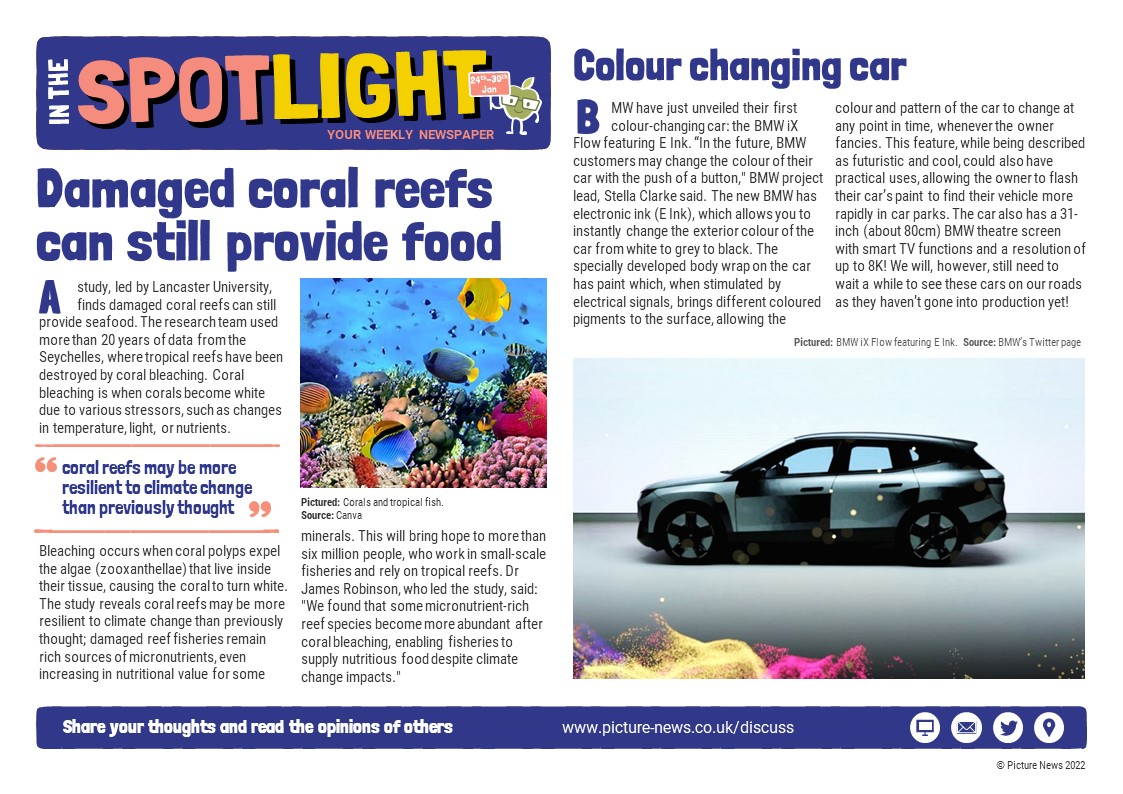 IN THE SPOTLIGHT
24th-30th
Jan
YOUR WEEKLY NEWSPAPER
Damaged coral reefs
can still provide food
A study, led by Lancaster University,
finds damaged coral reefs can still
provide seafood. The research team used
more than 20 years of data from the
Seychelles, where tropical reefs have been
destroyed by coral bleaching. Coral
bleaching is when corals become white
due to various stressors, such as changes
in temperature, light, or nutrients.
“ coral reefs may be more
resilient to climate change
than previously thought ”
Bleaching occurs when coral polyps expel
the algae (zooxanthellae) that live inside
their tissue, causing the coral to turn white.
The study reveals coral reefs may be more
resilient to climate change than previously
thought; damaged reef fisheries remain
rich sources of micronutrients, even
increasing in nutritional value for some
Pictured: Corals and tropical fish.
Source: Canva
minerals. This will bring hope to more than
six million people, who work in small-scale
fisheries and rely on tropical reefs. Dr
James Robinson, who led the study, said:
"We found that some micronutrient-rich
reef species become more abundant after
coral bleaching, enabling fisheries to
supply nutritious food despite climate
change impacts."
Colour changing car
BMW have just unveiled their first
colour-changing car: the BMW iX
Flow featuring E Ink. “In the future, BMW
customers may change the colour of their
car with the push of a button," BMW project
lead, Stella Clarke said. The new BMW has
electronic ink (E Ink), which allows you to
instantly change the exterior colour of the
car from white to grey to black. The
specially developed body wrap on the car
has paint which, when stimulated by
electrical signals, brings different coloured
pigments to the surface, allowing the
colour and pattern of the car to change at
any point in time, whenever the owner
fancies. This feature, while being described
as futuristic and cool, could also have
practical uses, allowing the owner to flash
their car’s paint to find their vehicle more
rapidly in car parks. The car also has a 31-
inch (about 80cm) BMW theatre screen
with smart TV functions and a resolution of
up to 8K! We will, however, still need to
wait a while to see these cars on our roads
as they haven’t gone into production yet!
Pictured: BMW iX Flow featuring E Ink. Source: BMW’s Twitter page
Share your thoughts and read the opinions of others
www.picture-news.co.uk/discuss
© Picture News 2022